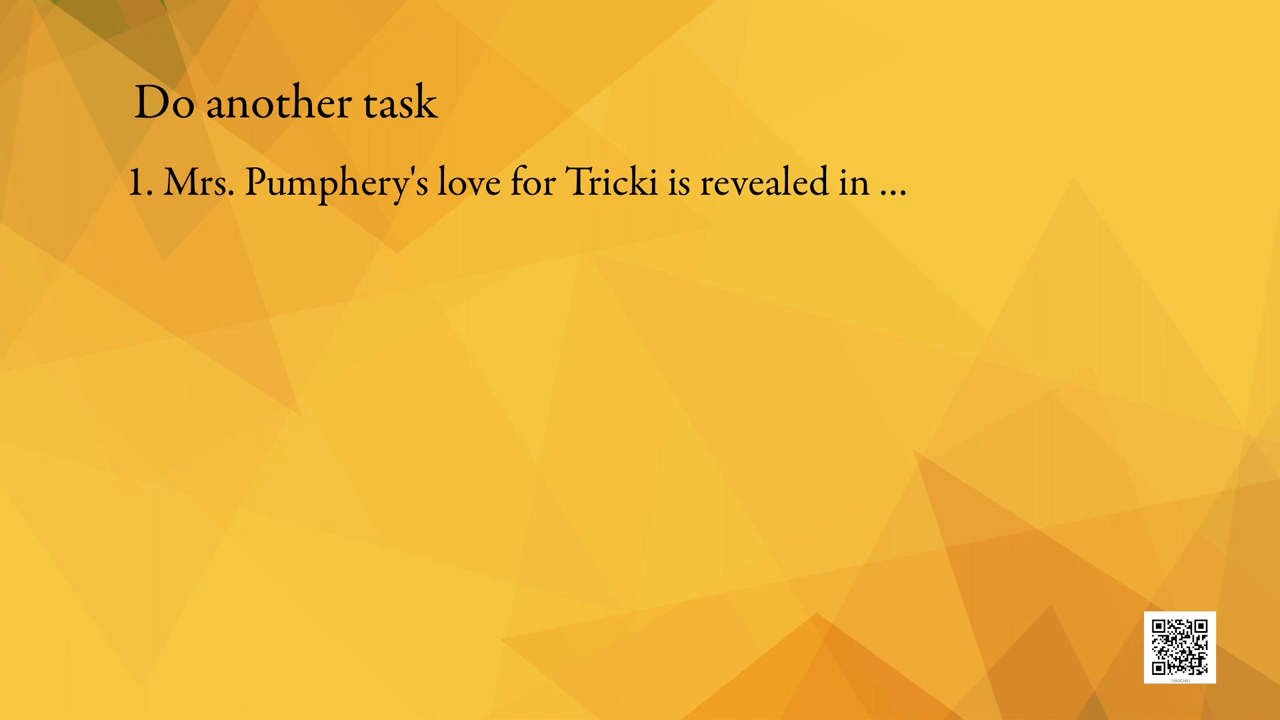 Do another task
1. Mrs. Pumphery's love for Tricki is revealed in ...